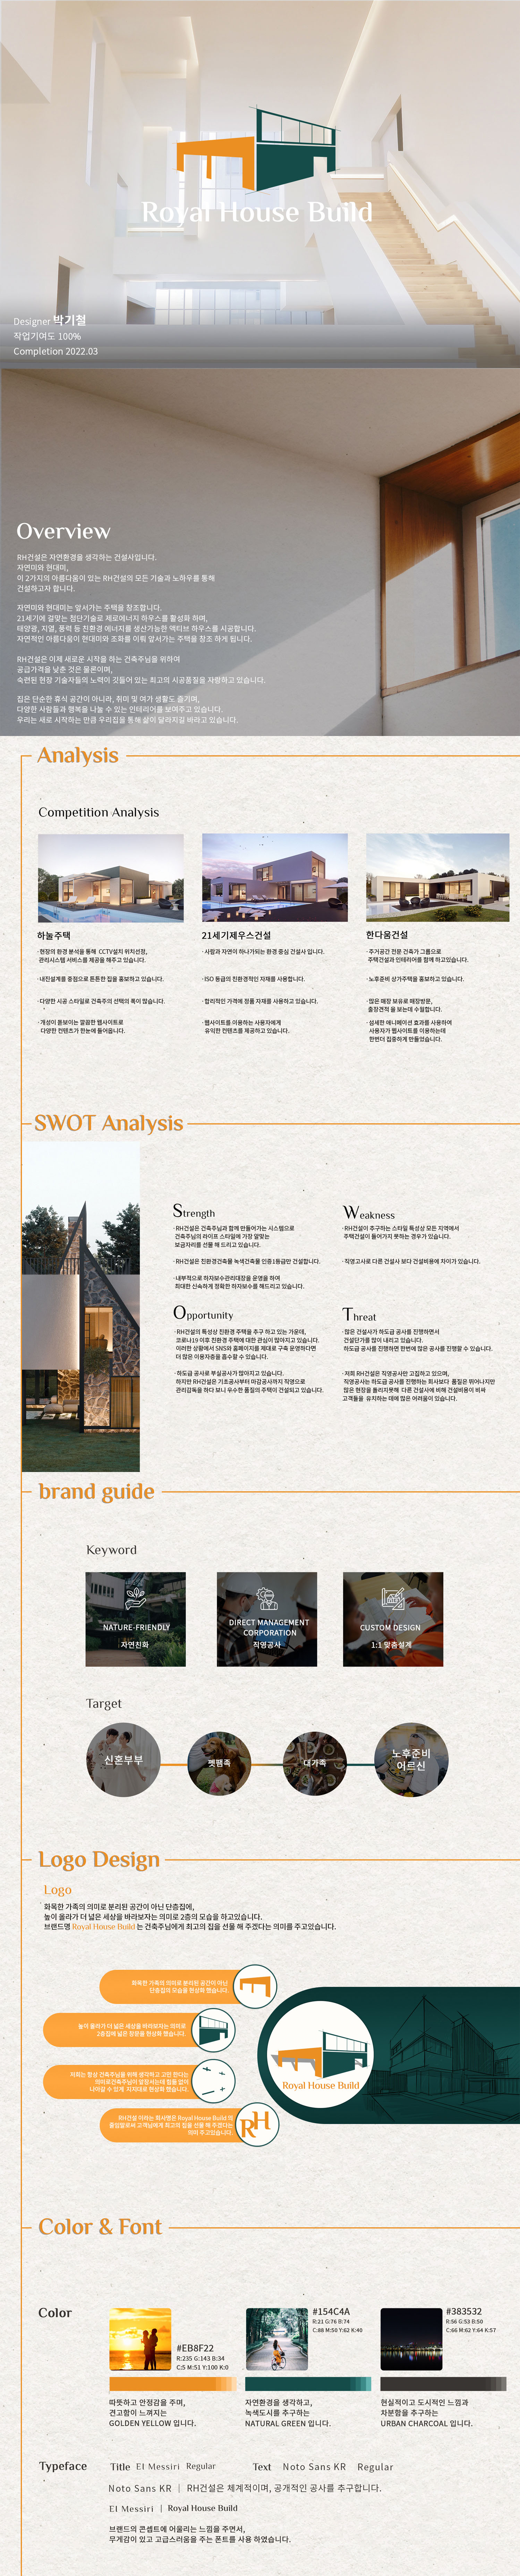 Royal House Build
Designer 박기철
작업기여도 100%
Completion 2022.03
Overview
RH건설은 자연환경을 생각하는 건설사입니다.
자연미와 현대미,
이 2가지의 아름다움이 있는 RH건설의 모든 기술과 노하우를 통해
건설하고자 합니다.
자연미와 현대미는 앞서가는 주택을 창조합니다.
21세기에 걸맞는 첨단기술로 제로에너지 하우스를 활성화 하며,
태양광, 지열, 풍력 등 친환경 에너지를 생산가능한 액티브 하우스를 시공합니다.
자연적인 아름다움이 현대미와 조화를 이뤄 앞서가는 주택을 창조 하게 됩니다.
RH건설은 이제 새로운 시작을 하는 건축주님을 위하여
공급가격을 낮춘 것은 물론이며,
숙련된 현장 기술자들의 노력이 깃들어 있는 최고의 시공품질을 자랑하고 있습니다.
집은 단순한 휴식 공간이 아니라, 취미 및 여가 생활도 즐기며,
다양한 사람들과 행복을 나눌 수 있는 인테리어를 보여주고 있습니다.
우리는 새로 시작하는 만큼 우리집을 통해 삶이 달라지길 바라고 있습니다.
Analysis
Competition Analysis
하눌주택
·현장의 환경 분석을 통해 CCTV설치 위치선정,
관리시스템 서비스를 제공을 해주고 있습니다.
·내진설계를 중점으로 튼튼한 집을 홍보하고 있습니다.
·다양한 시공 스타일로 건축주의 선택의 폭이 많습니다.
·개성이 돋보이는 깔끔한 웹사이트로
다양한 컨텐츠가 한눈에 들어옵니다.
21세기제우스건설
·사람과 자연이 하나가되는 환경 중심 건설사 입니다.
·ISO 등급의 친환경적인 자재를 사용합니다.
·합리적인 가격에 정품 자재를 사용하고 있습니다.
·웹사이트를 이용하는 사용자에게
유익한 컨텐츠를 제공하고 있습니다.
한다움건설
·주거공간 전문 건축가 그룹으로
주택건설과 인테리어를 함께 하고있습니다.
·노후준비 상가주택을 홍보하고 있습니다.
·많은 매장 보유로 매장방문,
출장견적 을 보는데 수월합니다.
·섬세한 애니메이션 효과를 사용하여
사용자가 웹사이트를 이용하는데
한번더 집중하게 만들었습니다.
SWOT Analysis
Strength
·RH건설은 건축주님과 함께 만들어가는 시스템으로
건축주님의 라이프 스타일에 가장 알맞는
보금자리를 선물 해 드리고 있습니다.
·RH건설은 친환경건축물 녹색건축물 인증1등급만 건설합니다.
·내부적으로 하자보수관리대장을 운영을 하여
최대한 신속하게 정확한 하자보수를 해드리고 있습니다.
Weakness
·RH건설이 추구하는 스타일 특성상 모든 지역에서
주택건설이 들어가지 못하는 경우가 있습니다.
·직영고사로 다른 건설사 보다 건설비용에 차이가 있습니다.
Opportunity
·RH건설의 특성상 친환경 주택을 추구 하고 있는 가운데,
코로나19 이후 친환경 주택에 대한 관심이 많아지고 있습니다.
이러한 상황에서 SNS와 홈페이지를 제대로 구축 운영하다면
더 많은 이용자층을 흡수할 수 있습니다.
·하도급 공사로 부실공사가 많아지고 있습니다.
하지만 RH건설은 기초공사부터 마감공사까지 직영으로
관리감독을 하다 보니 우수한 품질의 주택이 건설되고 있습니다.
Threat
·많은 건설사가 하도급 공사를 진행하면서
건설단가를 많이 내리고 있습니다.
하도급 공사를 진행하면 한번에 많은 공사를 진행할 수 있습니다.
·저희 RH건설은 직영공사만 고집하고 있으며,
직영공사는 하도급 공사를 진행하는 회사보다 품질은 뛰어나지만
많은 현장을 돌리지못해 다른 건설사에 비해 건설비용이 비싸
고객들을 유치하는 데에 많은 어려움이 있습니다.
brand guide
Keyword
NATURE-FRIENDLY
자연친화
DIRECT MANAGEMENT
CORPORATION
직영공사
CUSTOM DESIGN
1:1 맞춤설계
Target
신혼부부
펫팸족
대가족
노후준비
어르신
Logo Design
Logo
화목한 가족의 의미로 분리된 공간이 아닌 단층집에,
높이 올라가 더 넓은 세상을 바라보자는 의미로 2층의 모습을 하고있습니다.
브랜드명 Royal House Build 는 건축주님에게 최고의 집을 선물 해 주겠다는 의미를 주고있습니다.
화목한 가족의 의미로 분리된 공간이 아닌
단층집의 모습을 현상화 했습니다.
높이 올라가 더 넓은 세상을 바라보자는 의미로
2층집에 넓은 창문을 현상화 했습니다.
저희는 항상 건축주님을 위해 생각하고 고민 한다는
의미로건축주님이 앞장서는데 힘듦 없이
나아갈 수 있게 지지대로 현상화 했습니다.
RH건설 이라는 회사명은 Royal House Build 의
줄임말로써 고객님에게 최고의 집을 선물 해 주겠다는
의미 주고있습니다.
RH
Royal House Build
Color & Font
Color
#EB8F22
R:235 G:143 B:34
C:5 M:51 Y:100 K:0
따뜻하고 안정감을 주며,
견고함이 느껴지는
GOLDEN YELLOW 입니다.
#154C4A
R:21 G:76 B:74
C:88 M:50 Y:62 K:40
자연환경을 생각하고,
녹색도시를 추구하는
NATURAL GREEN 입니다.
#383532
R:56 G:53 B:50
C:66 M:62 Y:64 K:57
현실적이고 도시적인 느낌과
차분함을 추구하는
URBAN CHARCOAL 입니다.
Typeface
Title El Messiri Regular
Text Noto Sans KR Regular
Noto Sans KR | RH건설은 체계적이며, 공개적인 공사를 추구합니다.
El Messiri | Royal House Build
브랜드의 콘셉트에 어울리는 느낌을 주면서,
무게감이 있고 고급스러움을 주는 폰트를 사용 하였습니다.